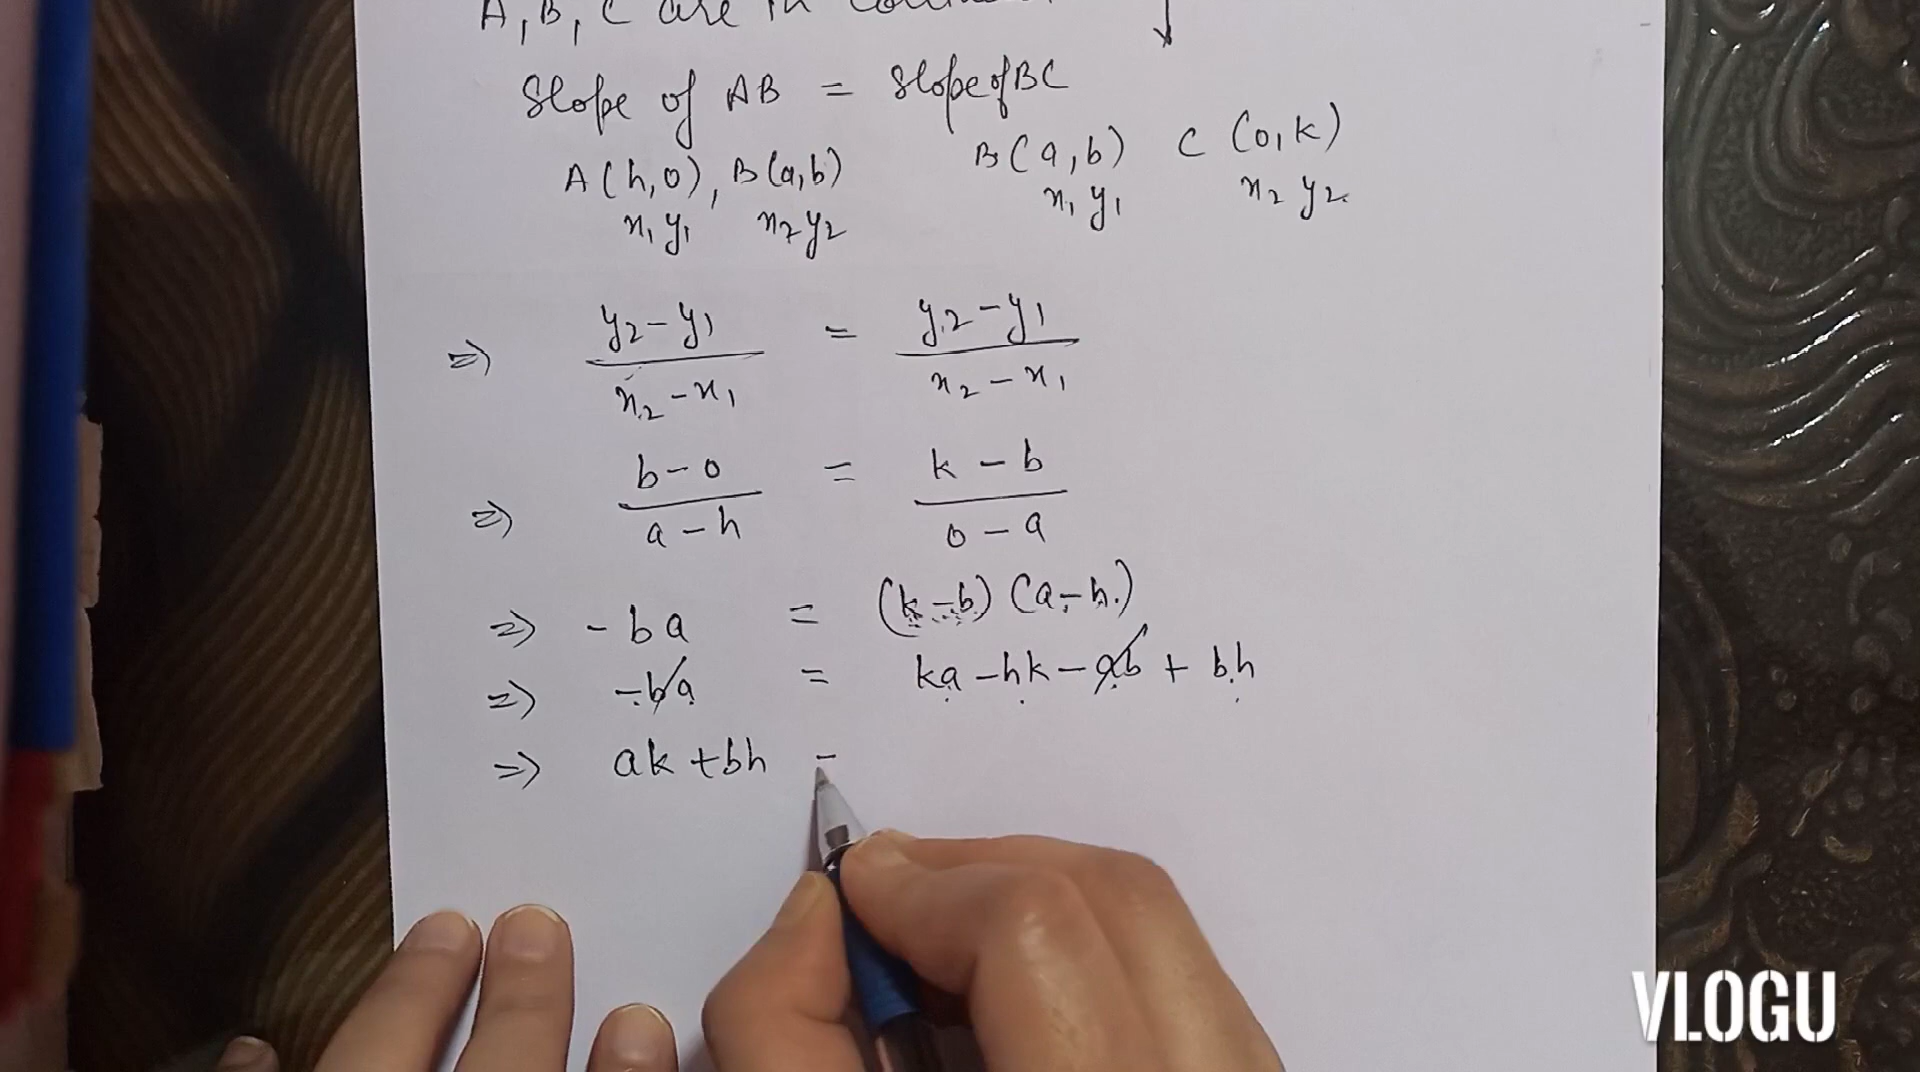 A, B, C are in
Slope of AB = Slope of BC
A (h,0), B (a,b) B (a,b) C (0,k)
x1 y1 x2 y2 x1 y1 x2 y2
=> y2-y1 / x2-x1 = y2-y1 / x2-x1
=> b-0 / a-h = k-b / 0-a
=> -ba = (k-b) (a-h)
=> -ba = ka-hk-ab+bh
=> ak+bh =
VLOGU